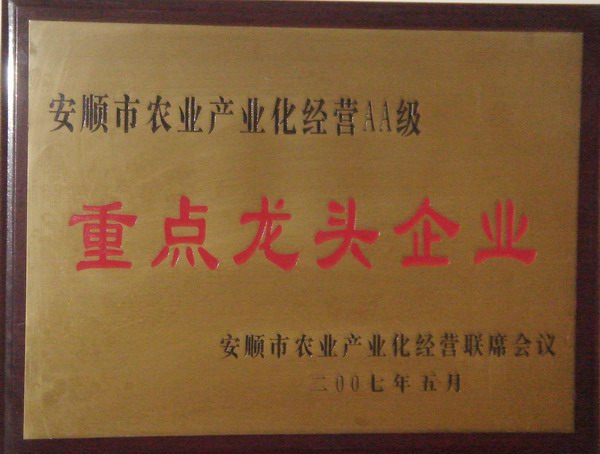 安顺市农业产业化经营AA级
重点龙头企业
安顺市农业产业化经营联席会议
二00七年五月